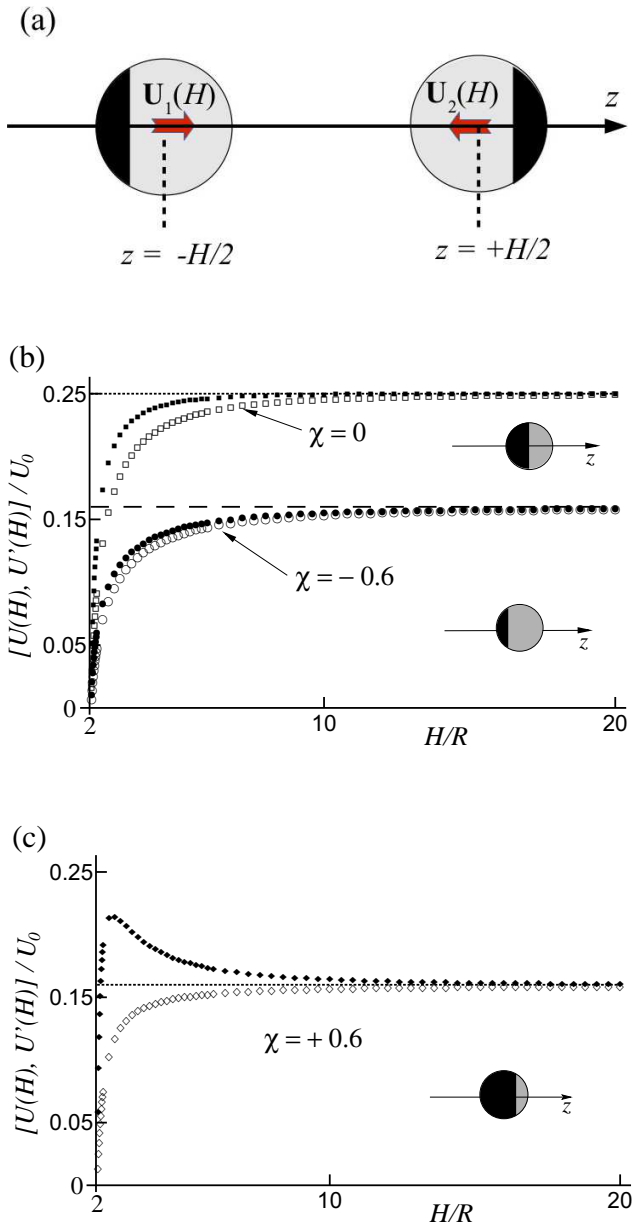 (a)
U₁(H)
U₂(H)
z
z = -H/2
z = +H/2
(b)
[U(H), U'(H)] / U₀
0.25
0.15
0.05
0
χ = 0
z
χ = − 0.6
z
2
10
20
H/R
(c)
[U(H), U'(H)] / U₀
0.25
0.15
0.05
0
χ = + 0.6
z
2
10
20
H/R